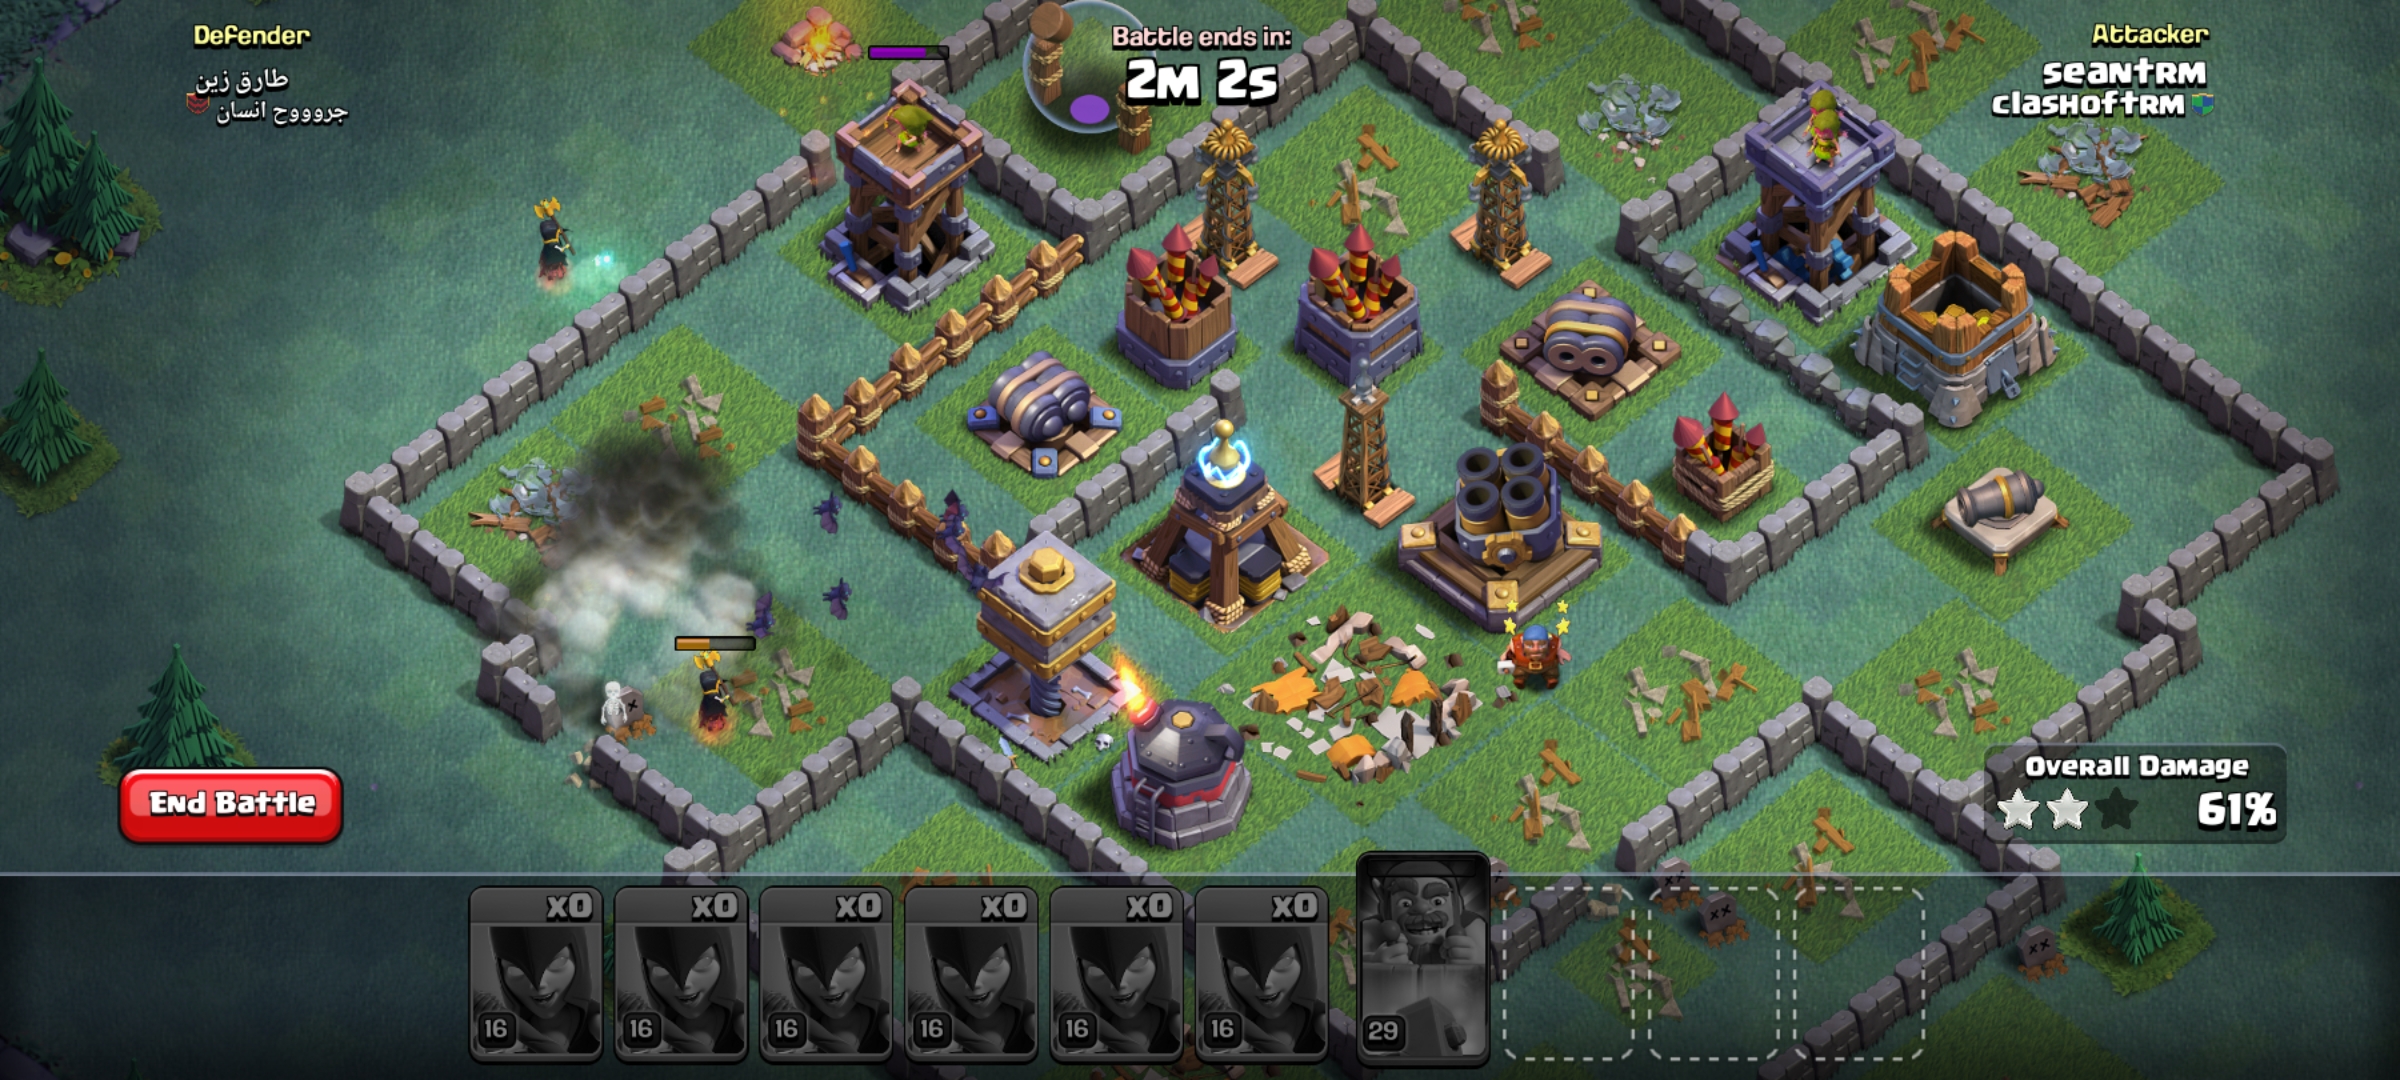 Defender
طارق زين
جروووح انسان
Battle ends in:
2M 2s
Attacker
seantRM
clashoftRM
End Battle
Overall Damage
61%
x0 x0 x0 x0 x0 x0
16 16 16 16 16 16 29